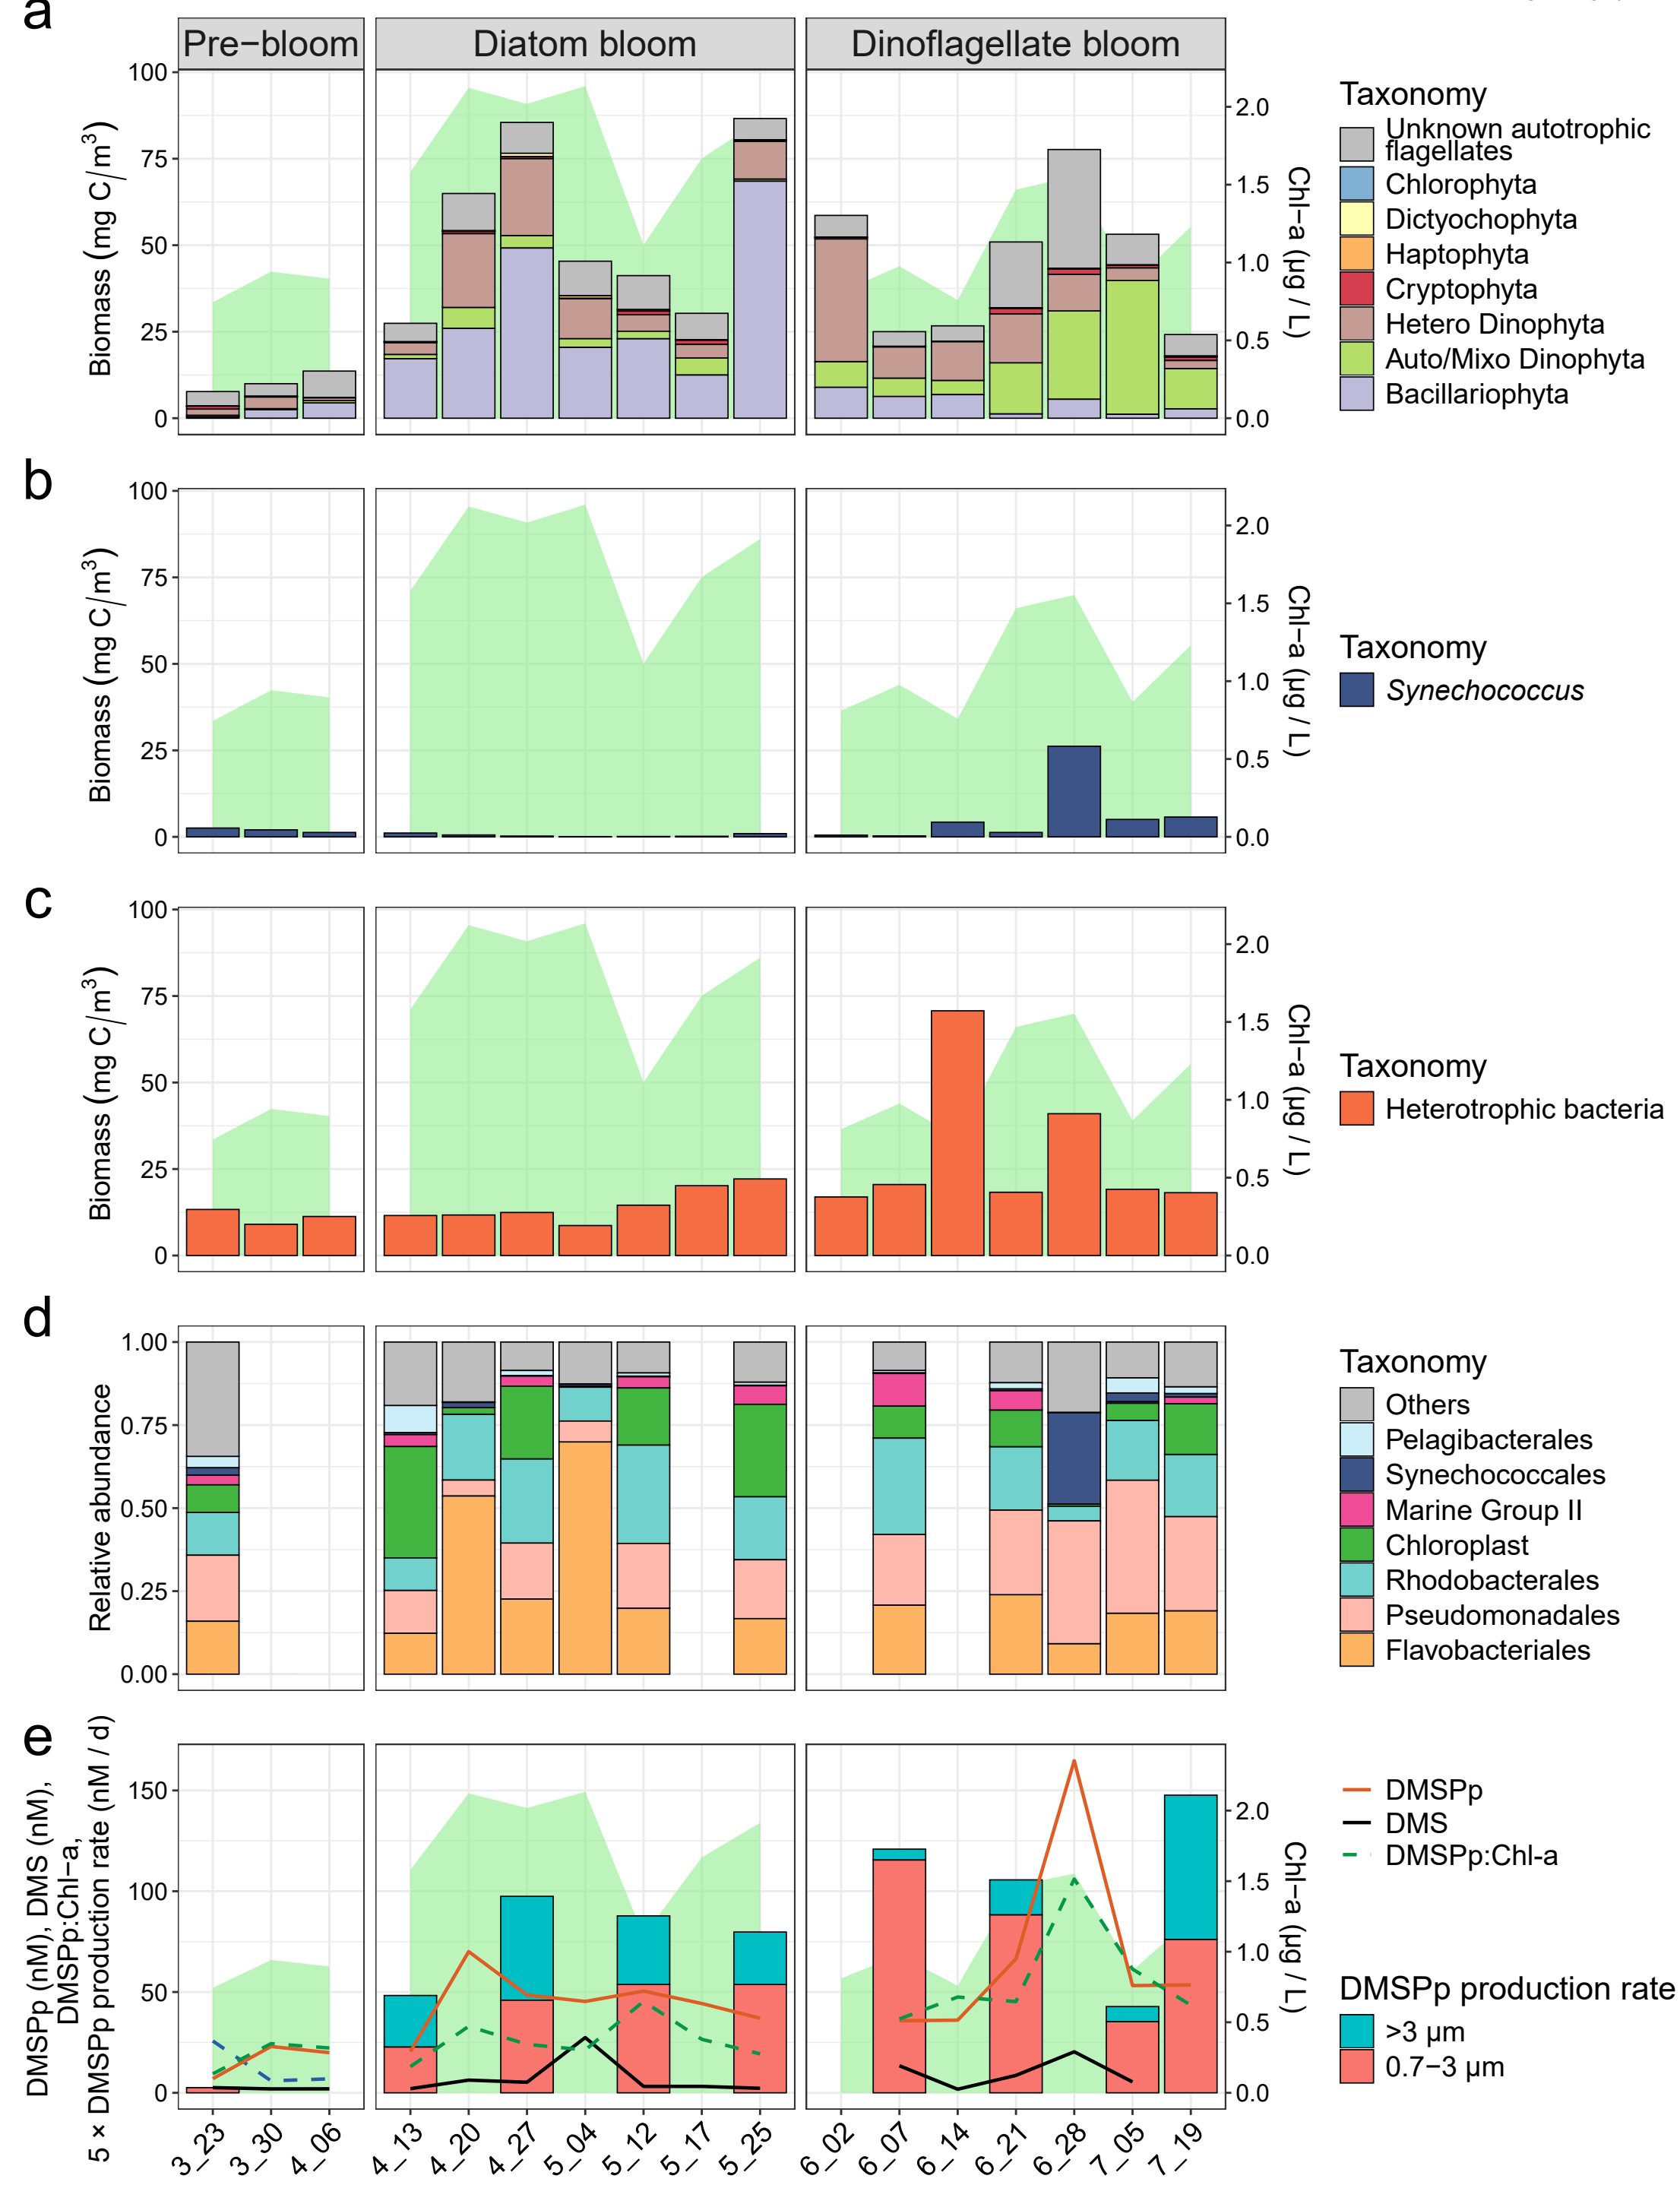 a
Pre−bloom
Diatom bloom
Dinoflagellate bloom
100
75
50
25
0
Biomass (mg C/m³)
2.0
1.5
1.0
0.5
0.0
Chl−a (µg / L)
Taxonomy
Unknown autotrophic
flagellates
Chlorophyta
Dictyochophyta
Haptophyta
Cryptophyta
Hetero Dinophyta
Auto/Mixo Dinophyta
Bacillariophyta
b
100
75
50
25
0
Biomass (mg C/m³)
2.0
1.5
1.0
0.5
0.0
Chl−a (µg / L)
Taxonomy
Synechococcus
c
100
75
50
25
0
Biomass (mg C/m³)
2.0
1.5
1.0
0.5
0.0
Chl−a (µg / L)
Taxonomy
Heterotrophic bacteria
d
1.00
0.75
0.50
0.25
0.00
Relative abundance
Taxonomy
Others
Pelagibacterales
Synechococcales
Marine Group II
Chloroplast
Rhodobacterales
Pseudomonadales
Flavobacteriales
e
150
100
50
0
DMSPp (nM), DMS (nM),
DMSPp:Chl−a,
5 × DMSPp production rate (nM / d)
2.0
1.5
1.0
0.5
0.0
Chl−a (µg / L)
DMSPp
DMS
DMSPp:Chl-a
DMSPp production rate
>3 µm
0.7−3 µm
3_23
3_30
4_06
4_13
4_20
4_27
5_04
5_12
5_17
5_25
6_02
6_07
6_14
6_21
6_28
7_05
7_19